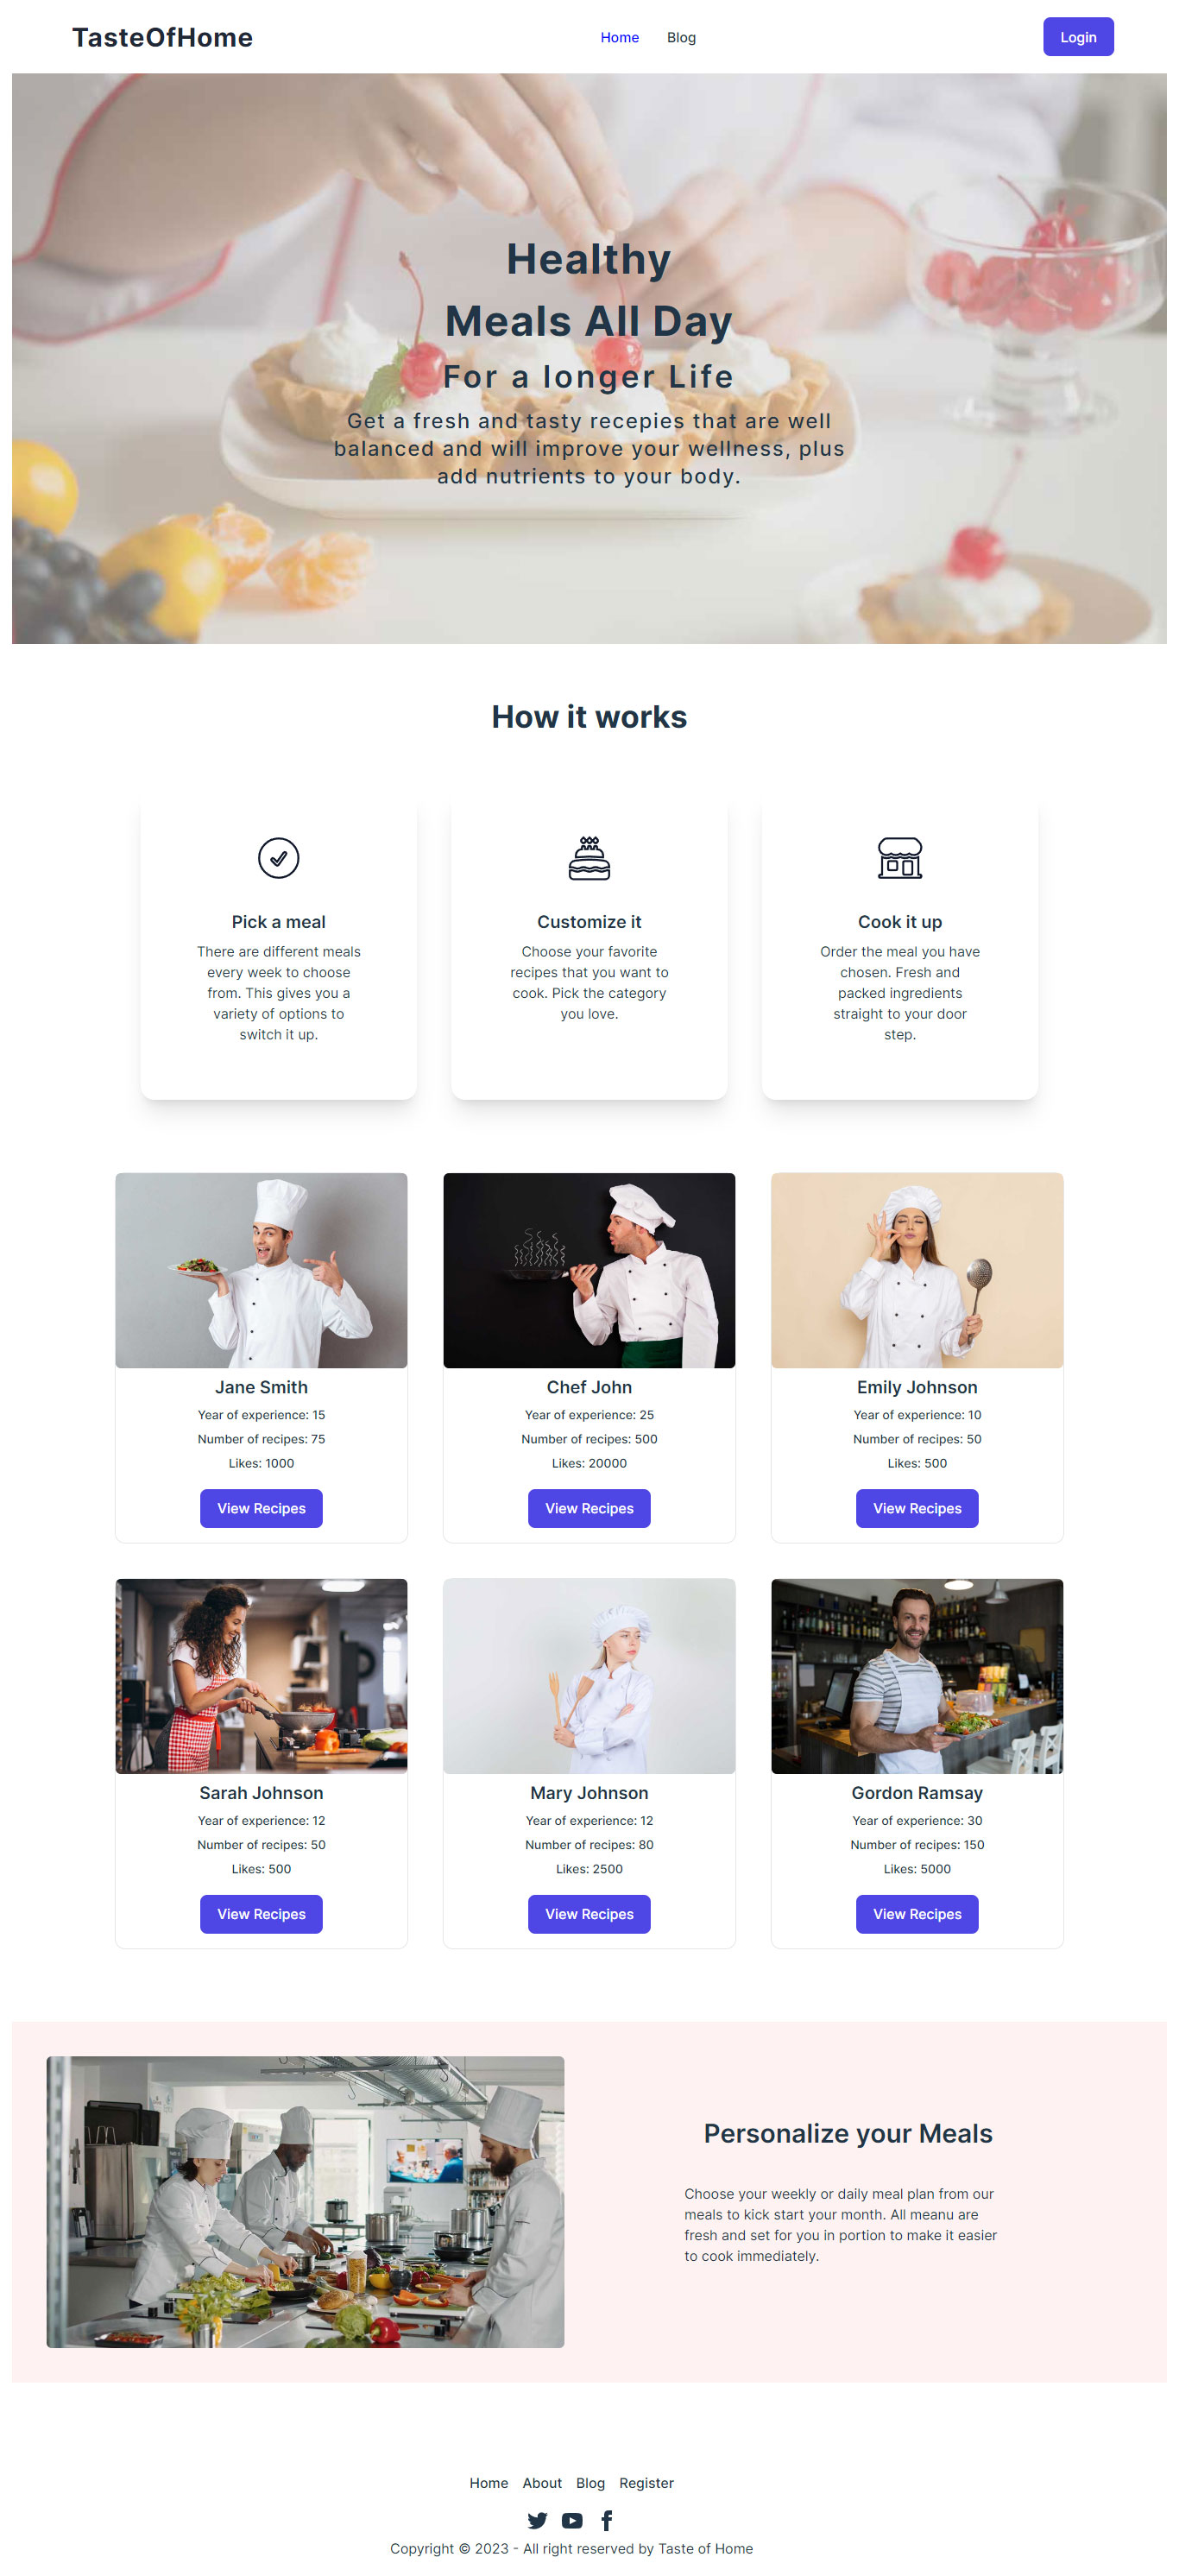 TasteOfHome
Home
Blog
Login
Healthy
Meals All Day
For a longer Life
Get a fresh and tasty recepies that are well
balanced and will improve your wellness, plus
add nutrients to your body.
How it works
Pick a meal
There are different meals
every week to choose
from. This gives you a
variety of options to
switch it up.
Customize it
Choose your favorite
recipes that you want to
cook. Pick the category
you love.
Cook it up
Order the meal you have
chosen. Fresh and
packed ingredients
straight to your door
step.
Jane Smith
Year of experience: 15
Number of recipes: 75
Likes: 1000
View Recipes
Chef John
Year of experience: 25
Number of recipes: 500
Likes: 20000
View Recipes
Emily Johnson
Year of experience: 10
Number of recipes: 50
Likes: 500
View Recipes
Sarah Johnson
Year of experience: 12
Number of recipes: 50
Likes: 500
View Recipes
Mary Johnson
Year of experience: 12
Number of recipes: 80
Likes: 2500
View Recipes
Gordon Ramsay
Year of experience: 30
Number of recipes: 150
Likes: 5000
View Recipes
Personalize your Meals
Choose your weekly or daily meal plan from our
meals to kick start your month. All meanu are
fresh and set for you in portion to make it easier
to cook immediately.
Home About Blog Register
Copyright © 2023 - All right reserved by Taste of Home